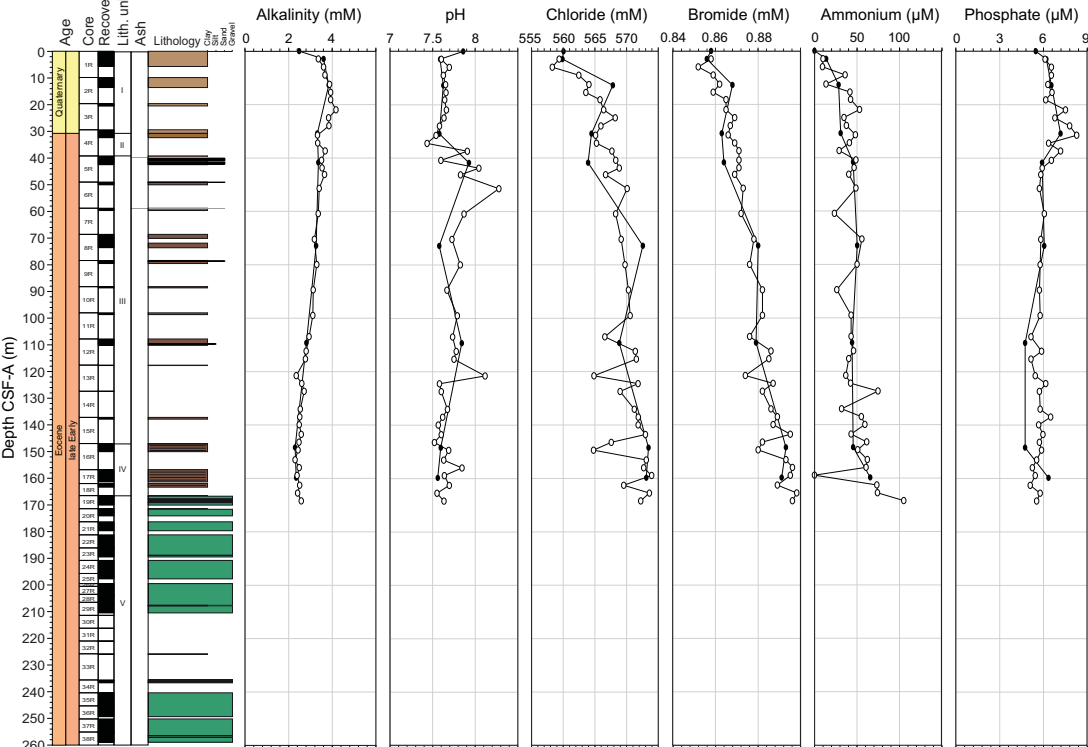 Age
Core
Recove
Lith. un
Ash
Lithology
Clay
Silt
Sand
Gravel
Alkalinity (mM)
pH
Chloride (mM)
Bromide (mM)
Ammonium (μM)
Phosphate (μM)
0 2 4 6
7 7.5 8 8.5
555 560 565 570
0.84 0.86 0.88
0 50 100
0 3 6 9
Depth CSF-A (m)
0
10
20
30
40
50
60
70
80
90
100
110
120
130
140
150
160
170
180
190
200
210
220
230
240
250
260
Quaternary
Eocene
late Early
1R
2R
3R
4R
5R
6R
7R
8R
9R
10R
11R
12R
13R
14R
15R
16R
17R
18R
19R
20R
21R
22R
23R
24R
25R
27R
28R
29R
30R
31R
32R
33R
34R
35R
36R
37R
38R
I
II
III
IV
V